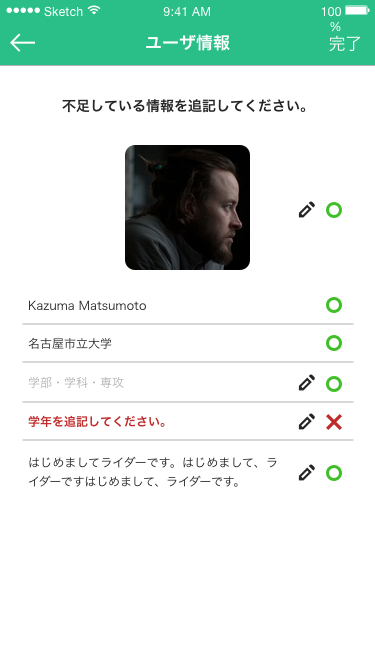 Sketch 9:41 AM 100
%
ユーザ情報 完了
不足している情報を追記してください。
Kazuma Matsumoto
名古屋市立大学
学部・学科・専攻
学年を追記してください。
はじめましてライダーです。はじめまして、ラ
イダーですはじめまして、ライダーです。